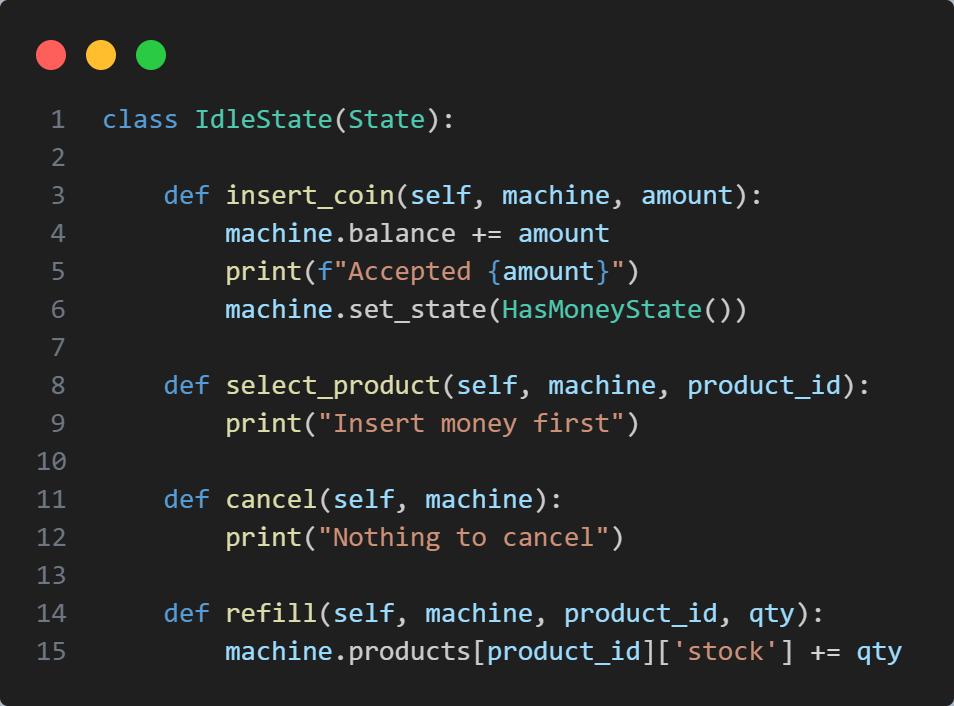 1 class IdleState(State):
2
3     def insert_coin(self, machine, amount):
4         machine.balance += amount
5         print(f"Accepted {amount}")
6         machine.set_state(HasMoneyState())
7
8     def select_product(self, machine, product_id):
9         print("Insert money first")
10
11     def cancel(self, machine):
12         print("Nothing to cancel")
13
14     def refill(self, machine, product_id, qty):
15         machine.products[product_id]['stock'] += qty